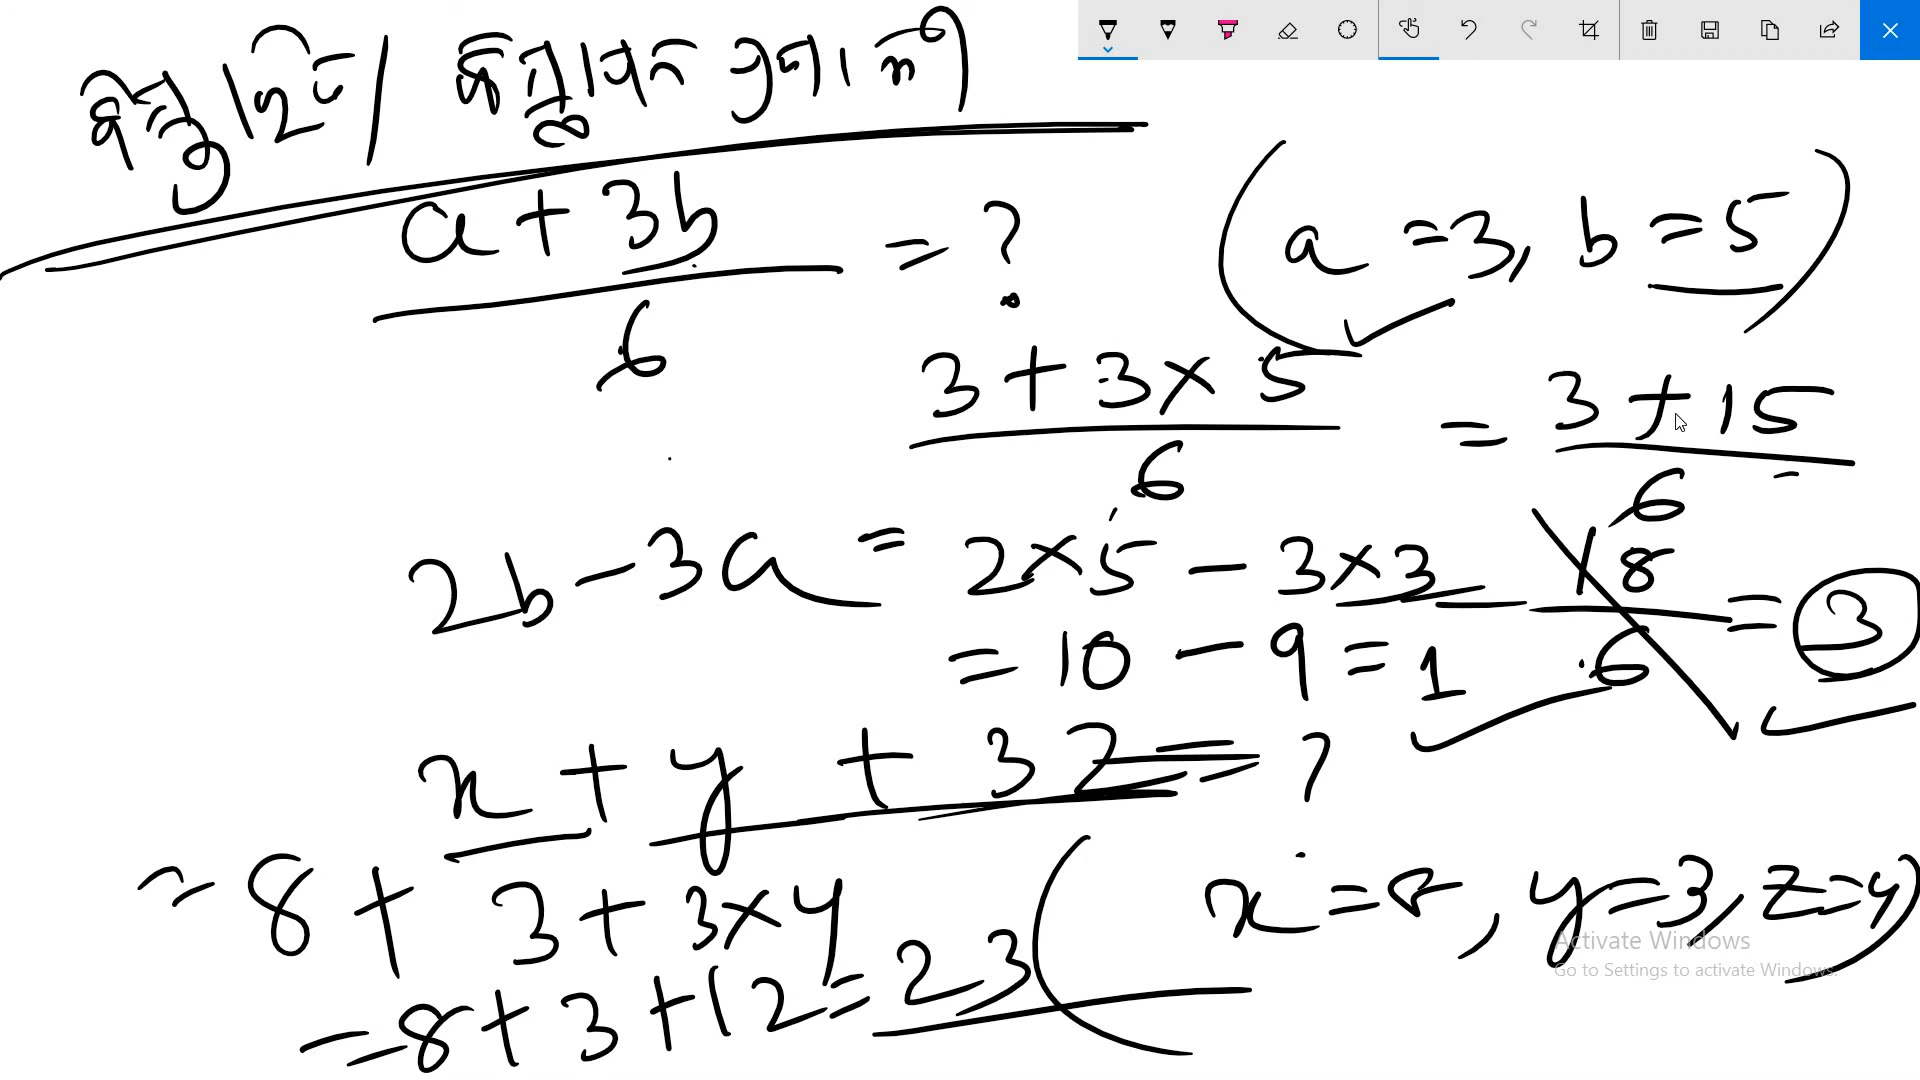 a + 3b / 6 = ?
(a = 3, b = 5)
3 + 3 × 5 / 6 = 3 + 15 / 6
18 / 6 = 3
2b - 3a = 2 × 5 - 3 × 3
= 10 - 9 = 1
x + y + 3z = ?
(x = 8, y = 3, z = 4)
= 8 + 3 + 3 × 4
= 8 + 3 + 12 = 23
Activate Windows
Go to Settings to activate Windows.